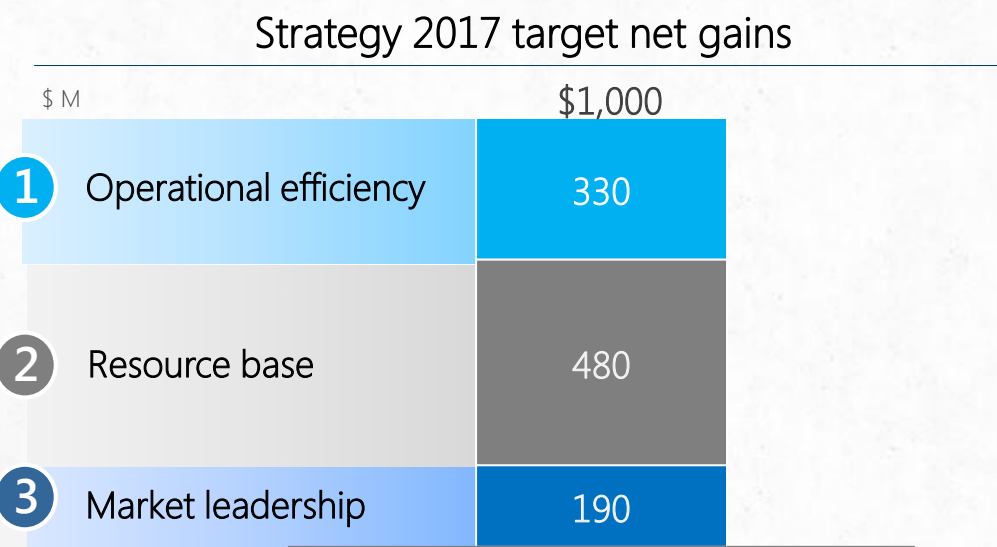 Strategy 2017 target net gains
$ M
$1,000
1 Operational efficiency 330
2 Resource base 480
3 Market leadership 190